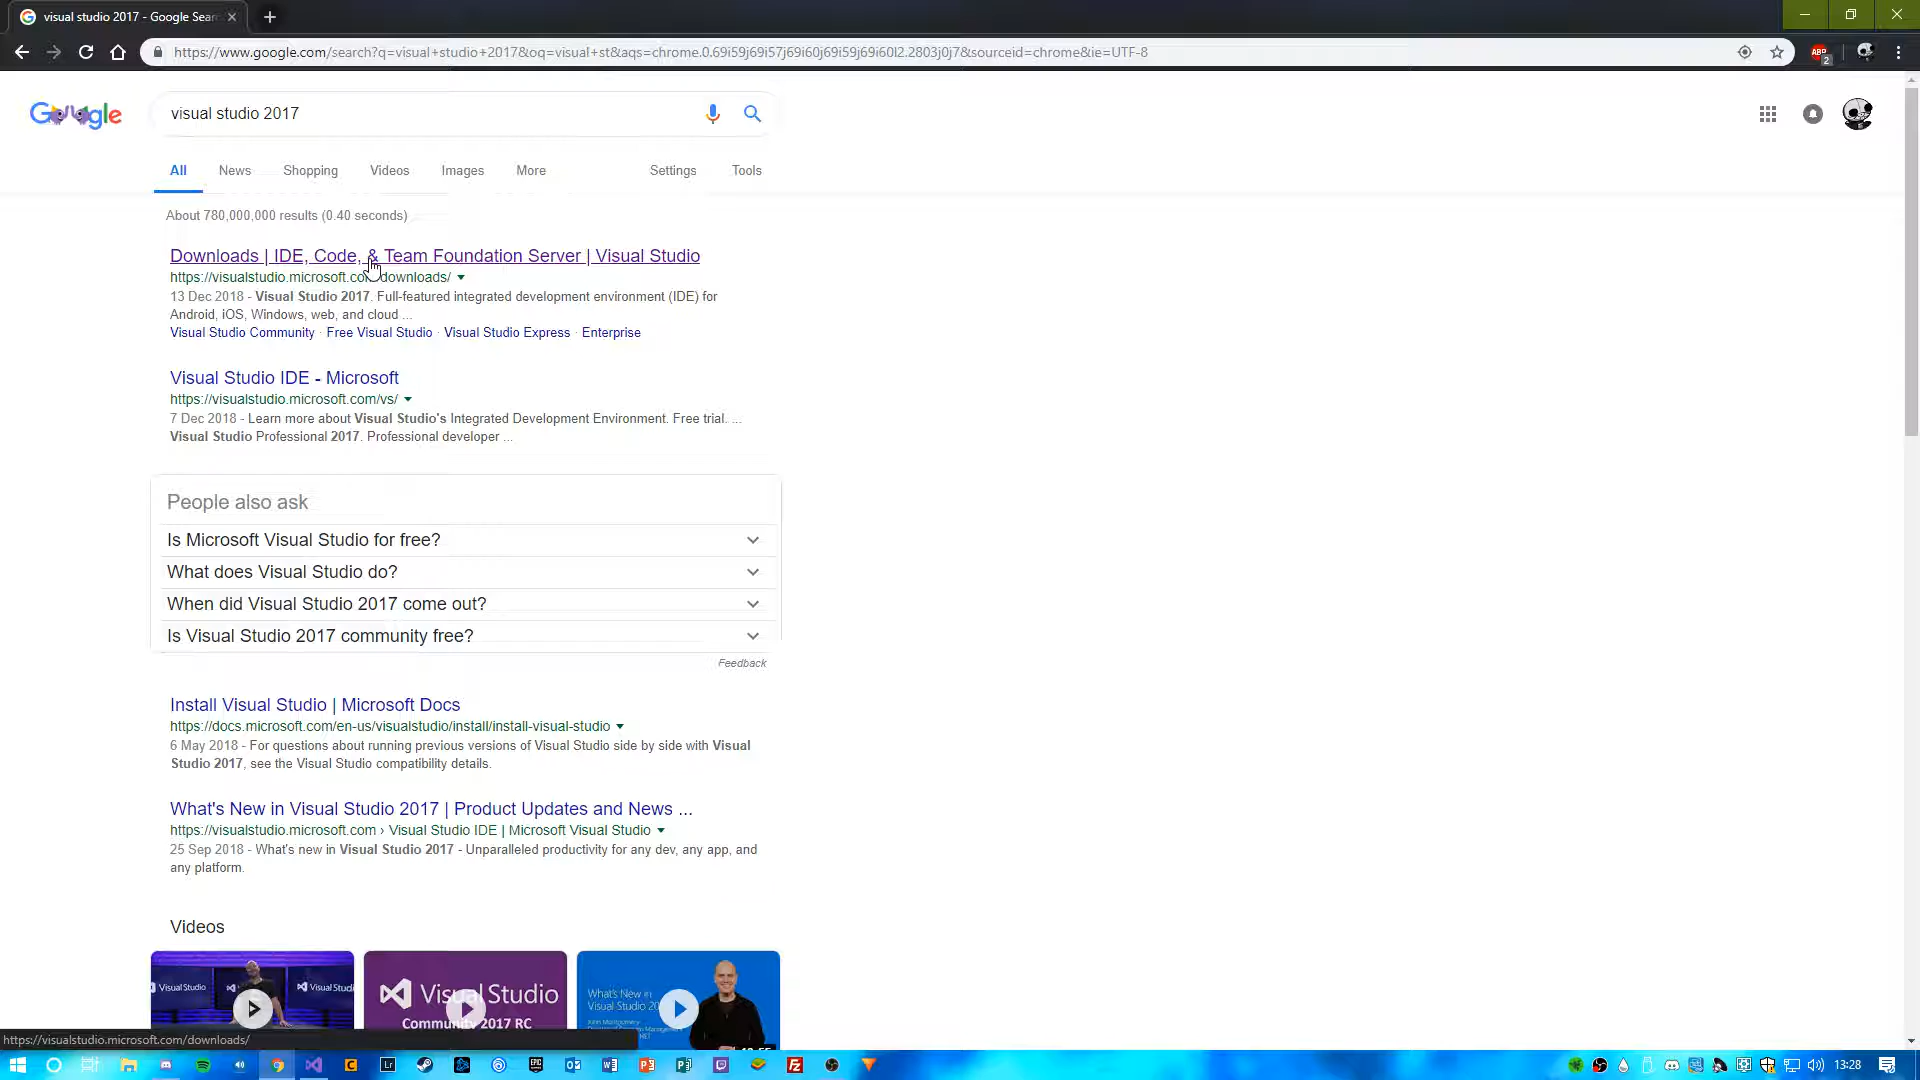 visual studio 2017 - Google Sear
https://www.google.com/search?q=visual+studio+2017&oq=visual+st&aqs=chrome.0.69i59j69i57j69i60j69i59j69i60l2.2803j0j7&sourceid=chrome&ie=UTF-8
ABP
2
Google
visual studio 2017
All News Shopping Videos Images More Settings Tools
About 780,000,000 results (0.40 seconds)
Downloads | IDE, Code, & Team Foundation Server | Visual Studio
https://visualstudio.microsoft.com/downloads/
13 Dec 2018 - Visual Studio 2017. Full-featured integrated development environment (IDE) for
Android, iOS, Windows, web, and cloud ...
Visual Studio Community · Free Visual Studio · Visual Studio Express · Enterprise
Visual Studio IDE - Microsoft
https://visualstudio.microsoft.com/vs/
7 Dec 2018 - Learn more about Visual Studio's Integrated Development Environment. Free trial. ...
Visual Studio Professional 2017. Professional developer ...
People also ask
Is Microsoft Visual Studio for free?
What does Visual Studio do?
When did Visual Studio 2017 come out?
Is Visual Studio 2017 community free?
Feedback
Install Visual Studio | Microsoft Docs
https://docs.microsoft.com/en-us/visualstudio/install/install-visual-studio
6 May 2018 - For questions about running previous versions of Visual Studio side by side with Visual
Studio 2017, see the Visual Studio compatibility details.
What's New in Visual Studio 2017 | Product Updates and News ...
https://visualstudio.microsoft.com › Visual Studio IDE | Microsoft Visual Studio
25 Sep 2018 - What's new in Visual Studio 2017 - Unparalleled productivity for any dev, any app, and
any platform.
Videos
Visual Studio
Visual Studi
Visual Studio
Community 2017 RC
What's New in
Visual Studio 20
https://visualstudio.microsoft.com/downloads/
13:28